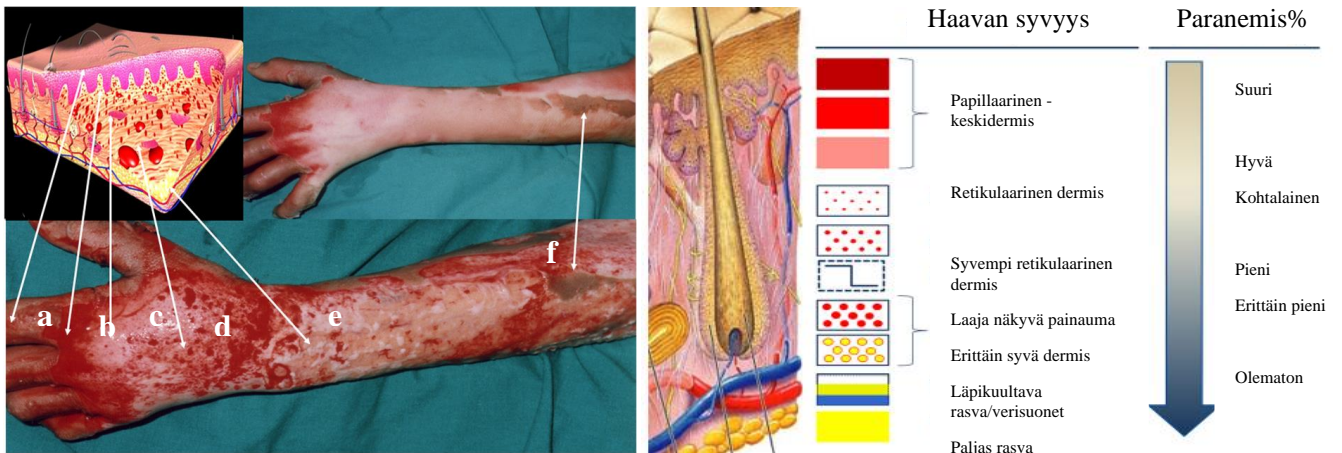 a
b
c
d
e
f
Haavan syvyys
Papillaarinen -
keskidermis
Retikulaarinen dermis
Syvempi retikulaarinen
dermis
Laaja näkyvä painauma
Erittäin syvä dermis
Läpikuultava
rasva/verisuonet
Paljas rasva
Paranemis%
Suuri
Hyvä
Kohtalainen
Pieni
Erittäin pieni
Olematon